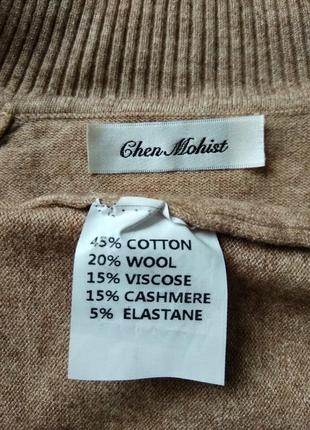 Chen Mohist
45% COTTON
20% WOOL
15% VISCOSE
15% CASHMERE
5% ELASTANE